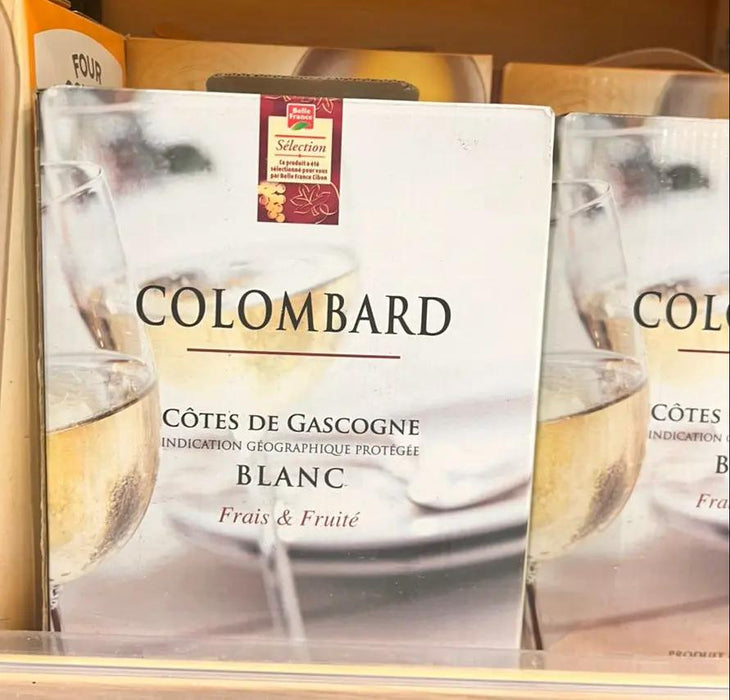 FOUR
Belle
France
Sélection
Ce produit a été
sélectionné pour vous
par Belle France Cibon
COLOMBARD
CÔTES DE GASCOGNE
INDICATION GÉOGRAPHIQUE PROTÉGÉE
BLANC
Frais & Fruité
COL
CÔTES
INDICATION
B
Fra
PRODUIT